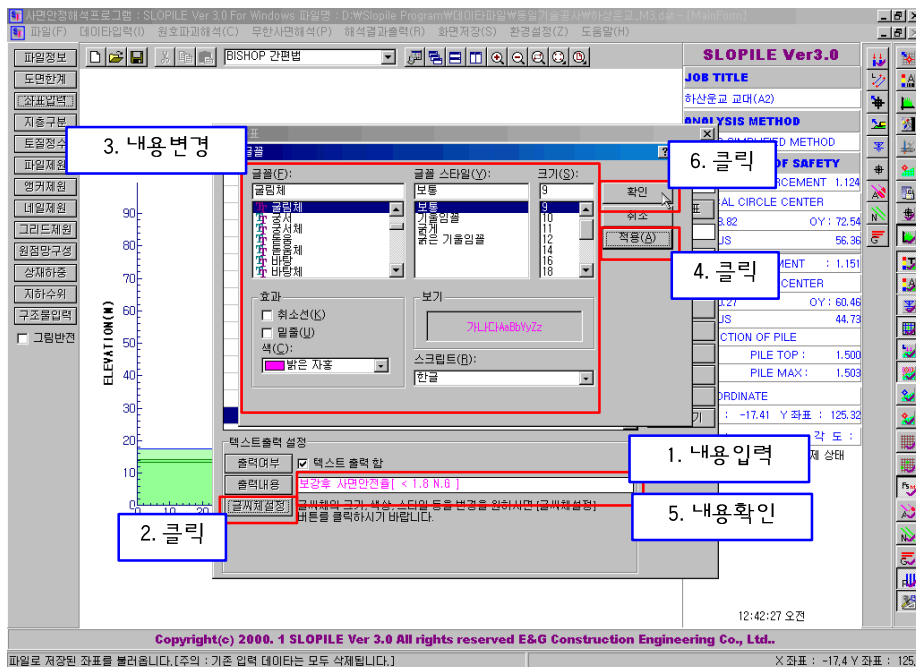 사면안정해석프로그램 : SLOPILE Ver 3.0 For Windows 파일명 : D:₩Slopile Program₩데이타파일₩동일기술공사₩하산운교_M3.dat - [MainForm]
파일(F) 데이타입력(I) 원호파괴해석(C) 무한사면해석(P) 해석결과출력(R) 화면저장(S) 환경설정(Z) 도움말(H)
파일정보
BISHOP 간편법
SLOPILE Ver3.0
도면한계
JOB TITLE
좌표입력
하산운교 교대(A2)
지층구분
ANALYSIS METHOD
토질정수
METHOD
3. 내용변경
글꼴
6. 클릭
파일제원
글꼴(F):
글꼴 스타일(Y):
크기(S):
OF SAFETY
굴림체
보통
9
확인
CEMENT 1.124
앵커제원
굴림체
보통
9
취소
AL CIRCLE CENTER
네일제원
궁서
기울임꼴
10
3.82 OY : 72.54
그리드제원
궁서체
굵게
11
적용(A)
US 56.36
원점망구성
돋움
굵은 기울임꼴
12
돋움체
14
4. 클릭
MENT : 1.151
바탕
16
바탕체
18
CENTER
상재하중
지하수위
효과
보기
0.27 OY : 60.46
취소선(K)
US 44.73
구조물입력
밑줄(U)
가나다AaBbYyZz
CTION OF PILE
그림반전
색(C):
스크립트(R):
PILE TOP : 1.500
밝은 자홍
한글
PILE MAX : 1.503
ORDINATE
: -17.41 Y 좌표 : 125.32
각 도 :
제 상태
ELEVATION(M)
90
80
70
60
50
40
30
20
10
0
0 10 20
텍스트출력 설정
1. 내용입력
출력여부
텍스트 출력 함
출력내용
보강후 사면안전율[ < 1.8 N.G ]
글씨체설정
글씨체의 크기, 색상, 스타일 등을 변경을 원하시면 [글씨체설정]
버튼를 클릭하시기 바랍니다.
5. 내용확인
2. 클릭
12:42:27 오전
Copyright(c) 2000. 1 SLOPILE Ver 3.0 All rights reserved E&G Construction Engineering Co., Ltd..
파일로 저장된 좌표를 불러옵니다.[주의 : 기존 입력 데이타는 모두 삭제됩니다.]
X 좌표 : -17.4 Y 좌표 : 125